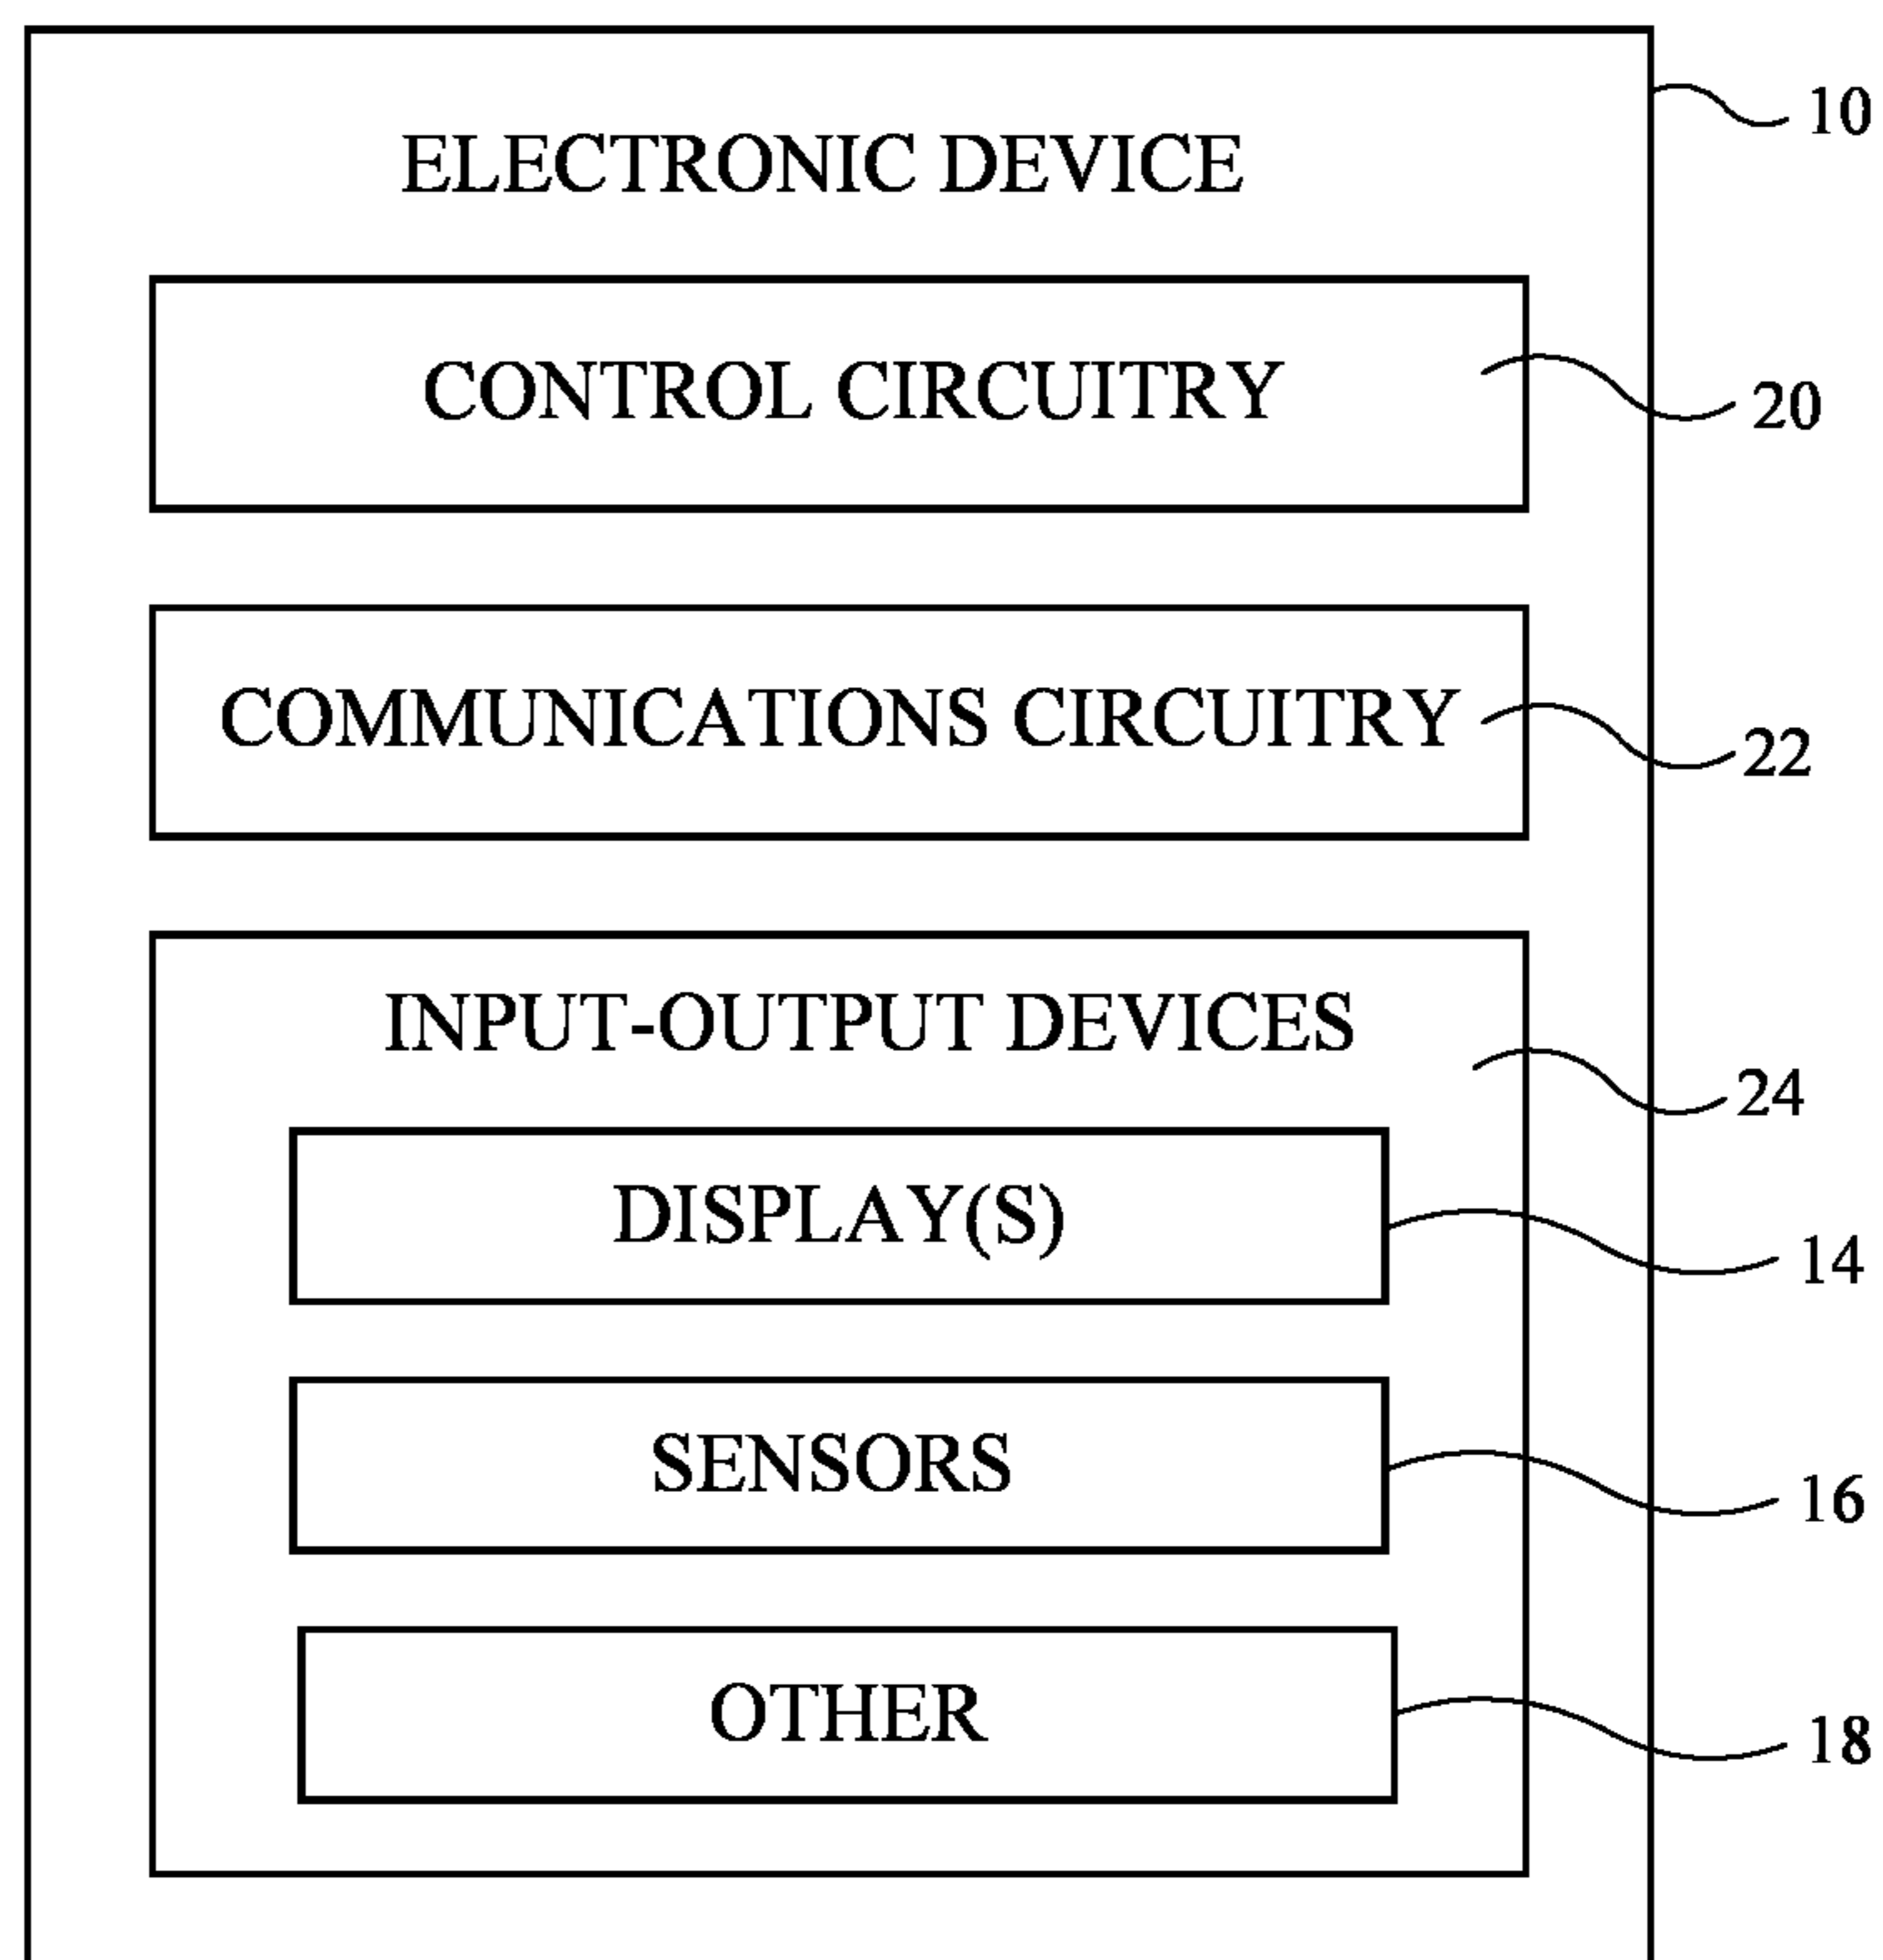 10
ELECTRONIC DEVICE
CONTROL CIRCUITRY
20
COMMUNICATIONS CIRCUITRY
22
INPUT-OUTPUT DEVICES
24
DISPLAY(S)
14
SENSORS
16
OTHER
18